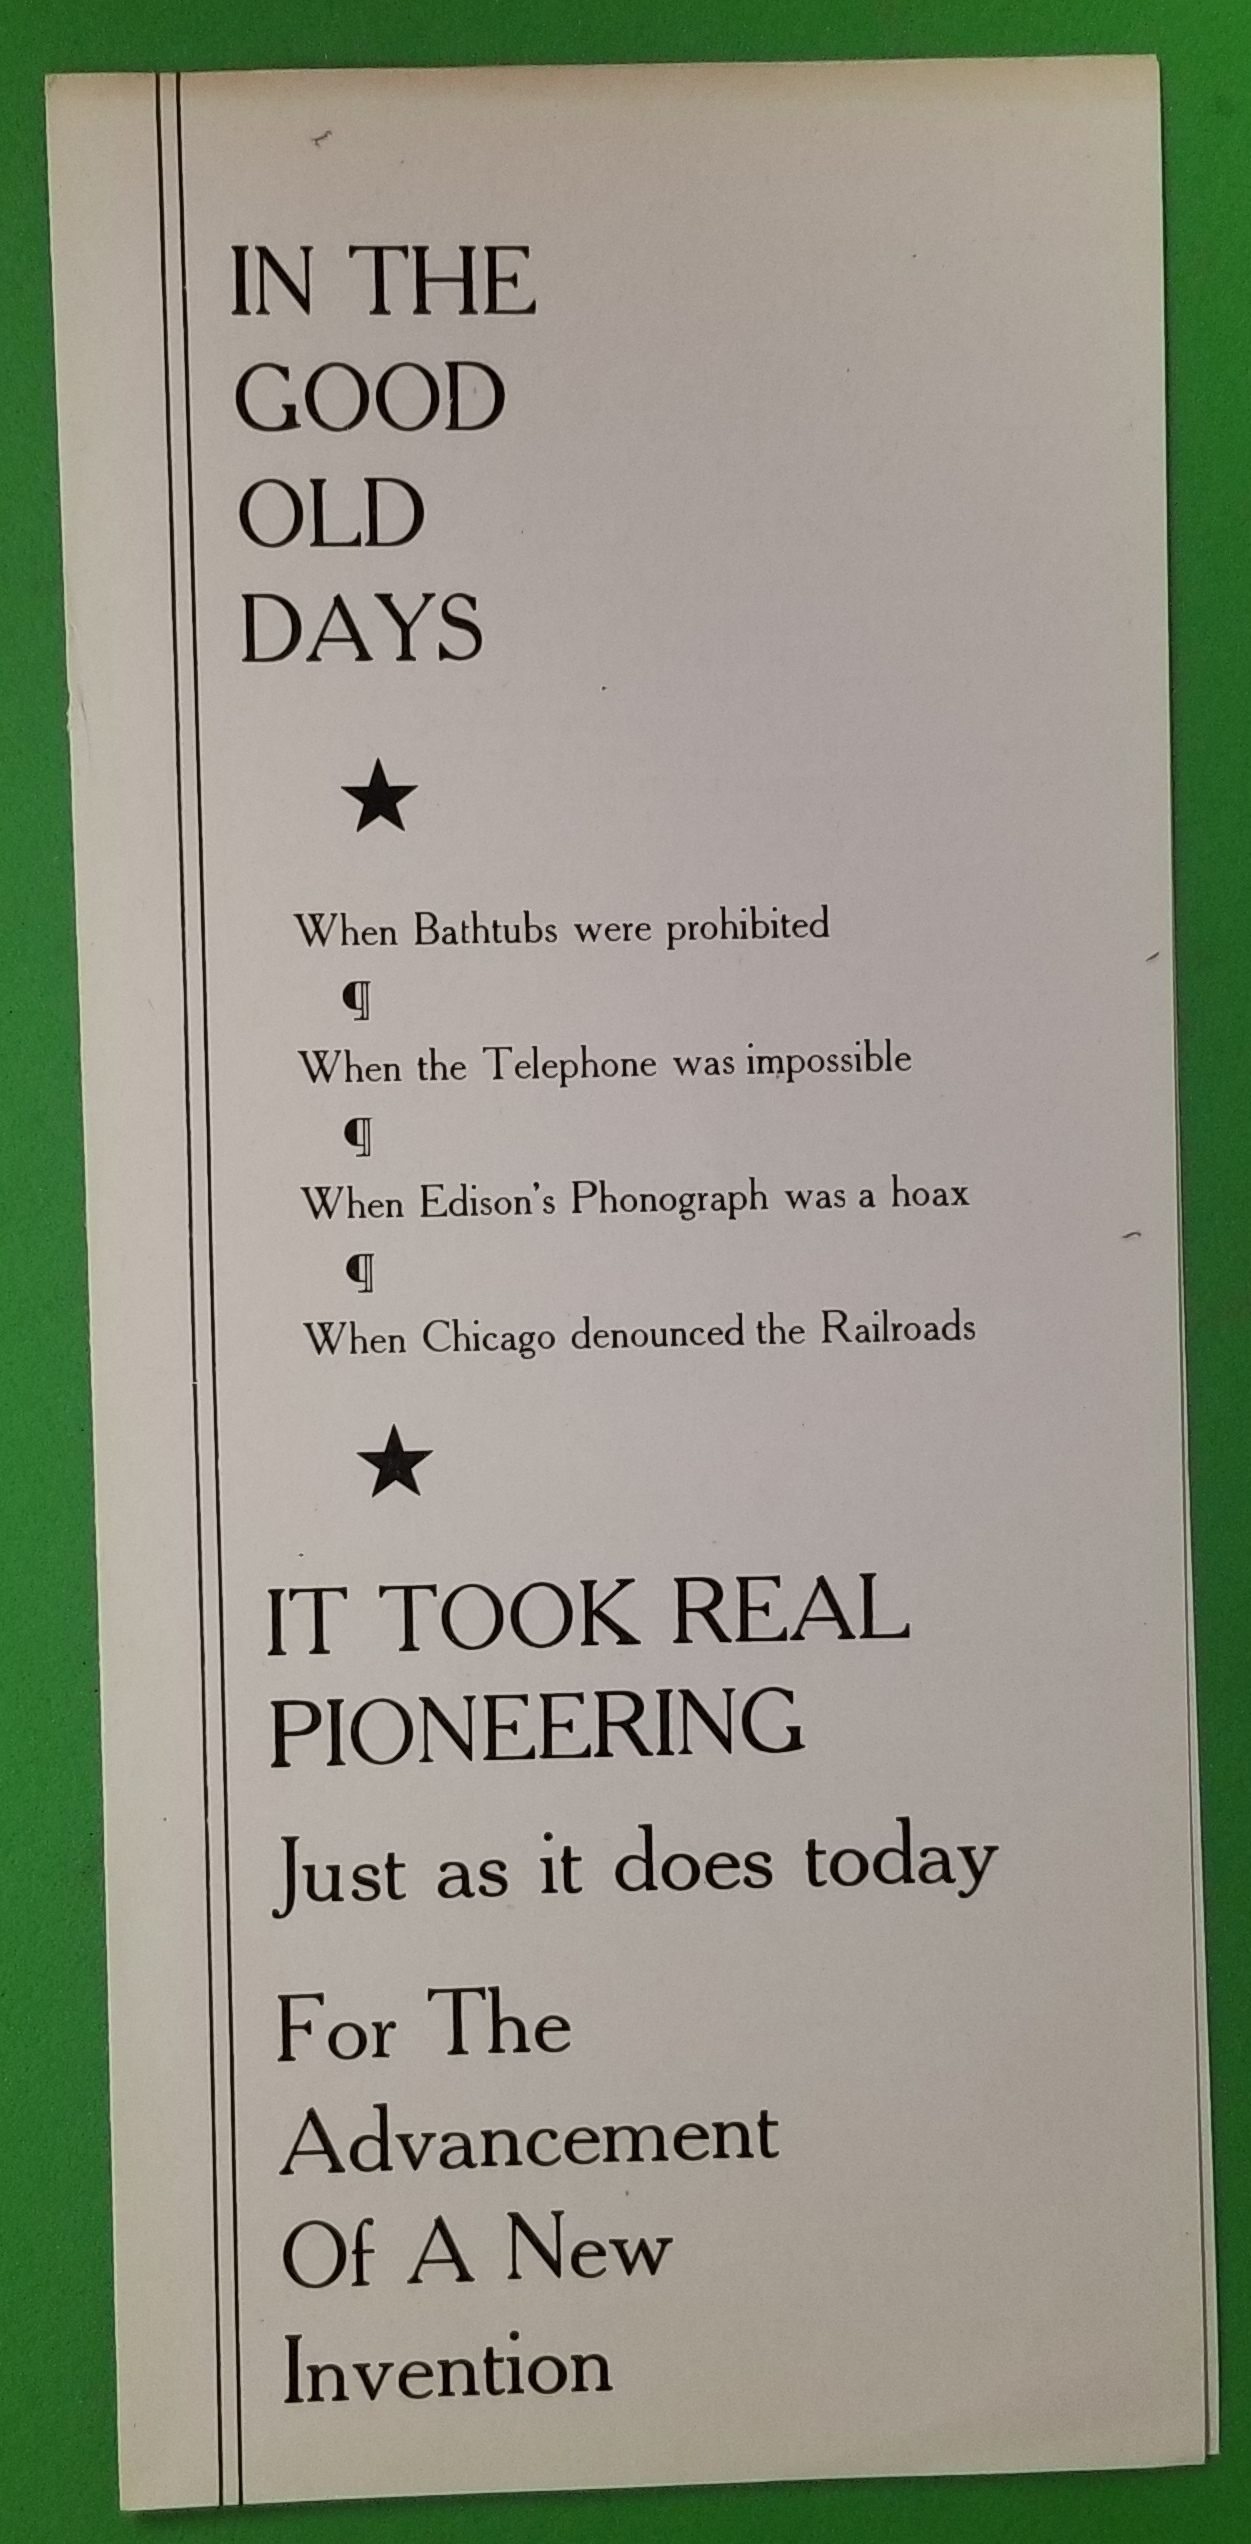 IN THE
GOOD
OLD
DAYS
★
When Bathtubs were prohibited
¶
When the Telephone was impossible
¶
When Edison's Phonograph was a hoax
¶
When Chicago denounced the Railroads
★
IT TOOK REAL
PIONEERING
Just as it does today
For The
Advancement
Of A New
Invention